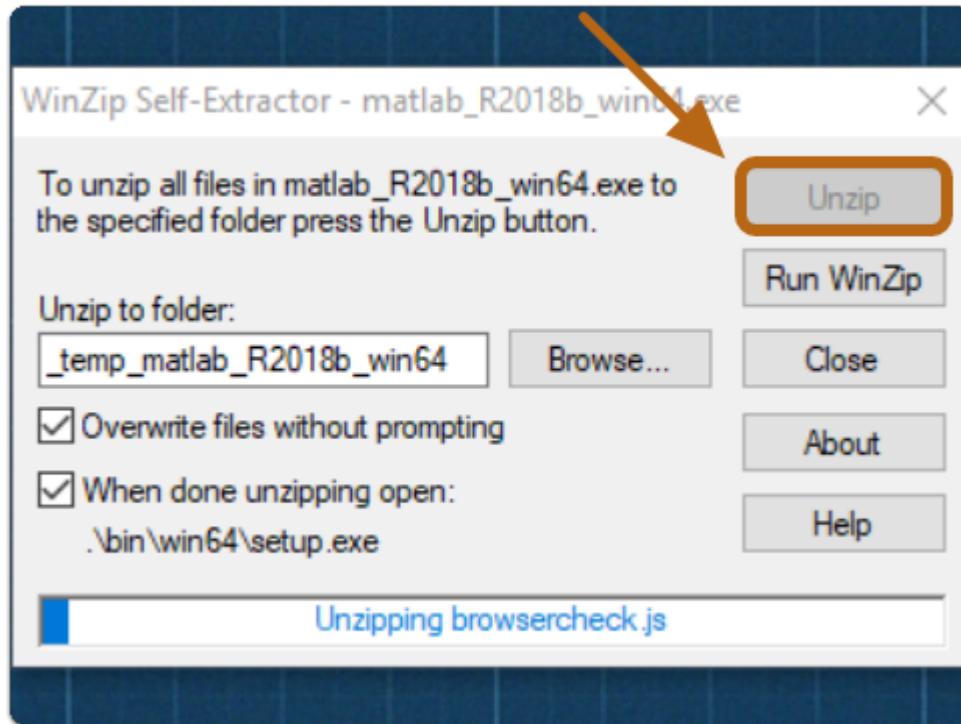 WinZip Self-Extractor - matlab_R2018b_win64.exe
To unzip all files in matlab_R2018b_win64.exe to
the specified folder press the Unzip button.
Unzip
Run WinZip
Unzip to folder:
_temp_matlab_R2018b_win64
Browse...
Close
Overwrite files without prompting
About
When done unzipping open:
.\bin\win64\setup.exe
Help
Unzipping browsercheck.js